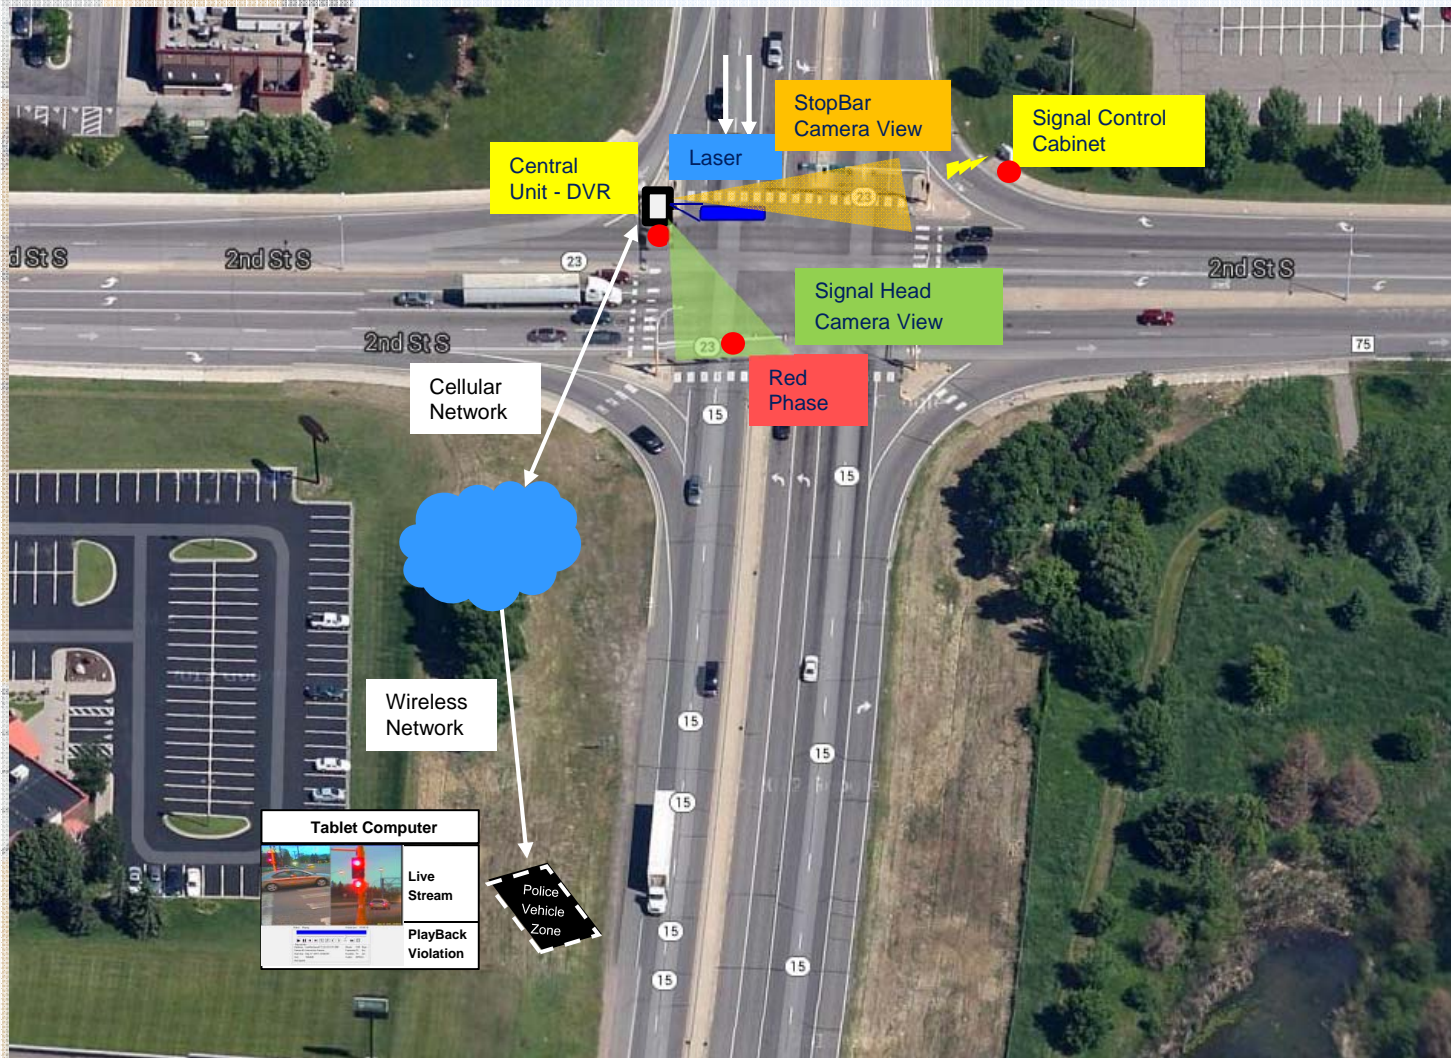 StopBar
Camera View
Signal Control
Cabinet
Laser
Central
Unit - DVR
23
d St S
2nd St S
23
2nd St S
Signal Head
Camera View
2nd St S
23
75
Red
Phase
Cellular
Network
15
15
Wireless
Network
15
15
15
Tablet Computer
Live
Stream
PlayBack
Violation
Police
Vehicle
Zone
15
15
15